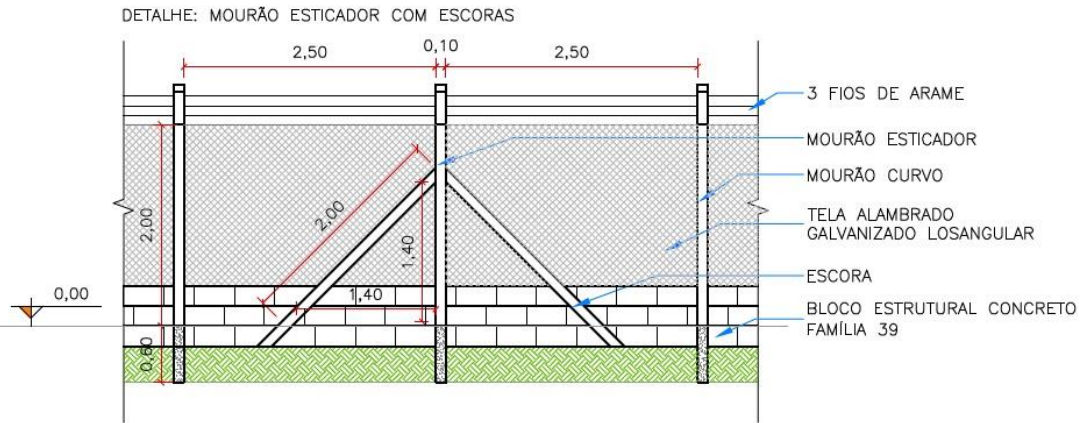 DETALHE: MOURÃO ESTICADOR COM ESCORAS
2,50
0,10
2,50
3 FIOS DE ARAME
MOURÃO ESTICADOR
MOURÃO CURVO
2,00
2,00
1,40
TELA ALAMBRADO
GALVANIZADO LOSANGULAR
ESCORA
0,00
1,40
BLOCO ESTRUTURAL CONCRETO
FAMÍLIA 39
0,60